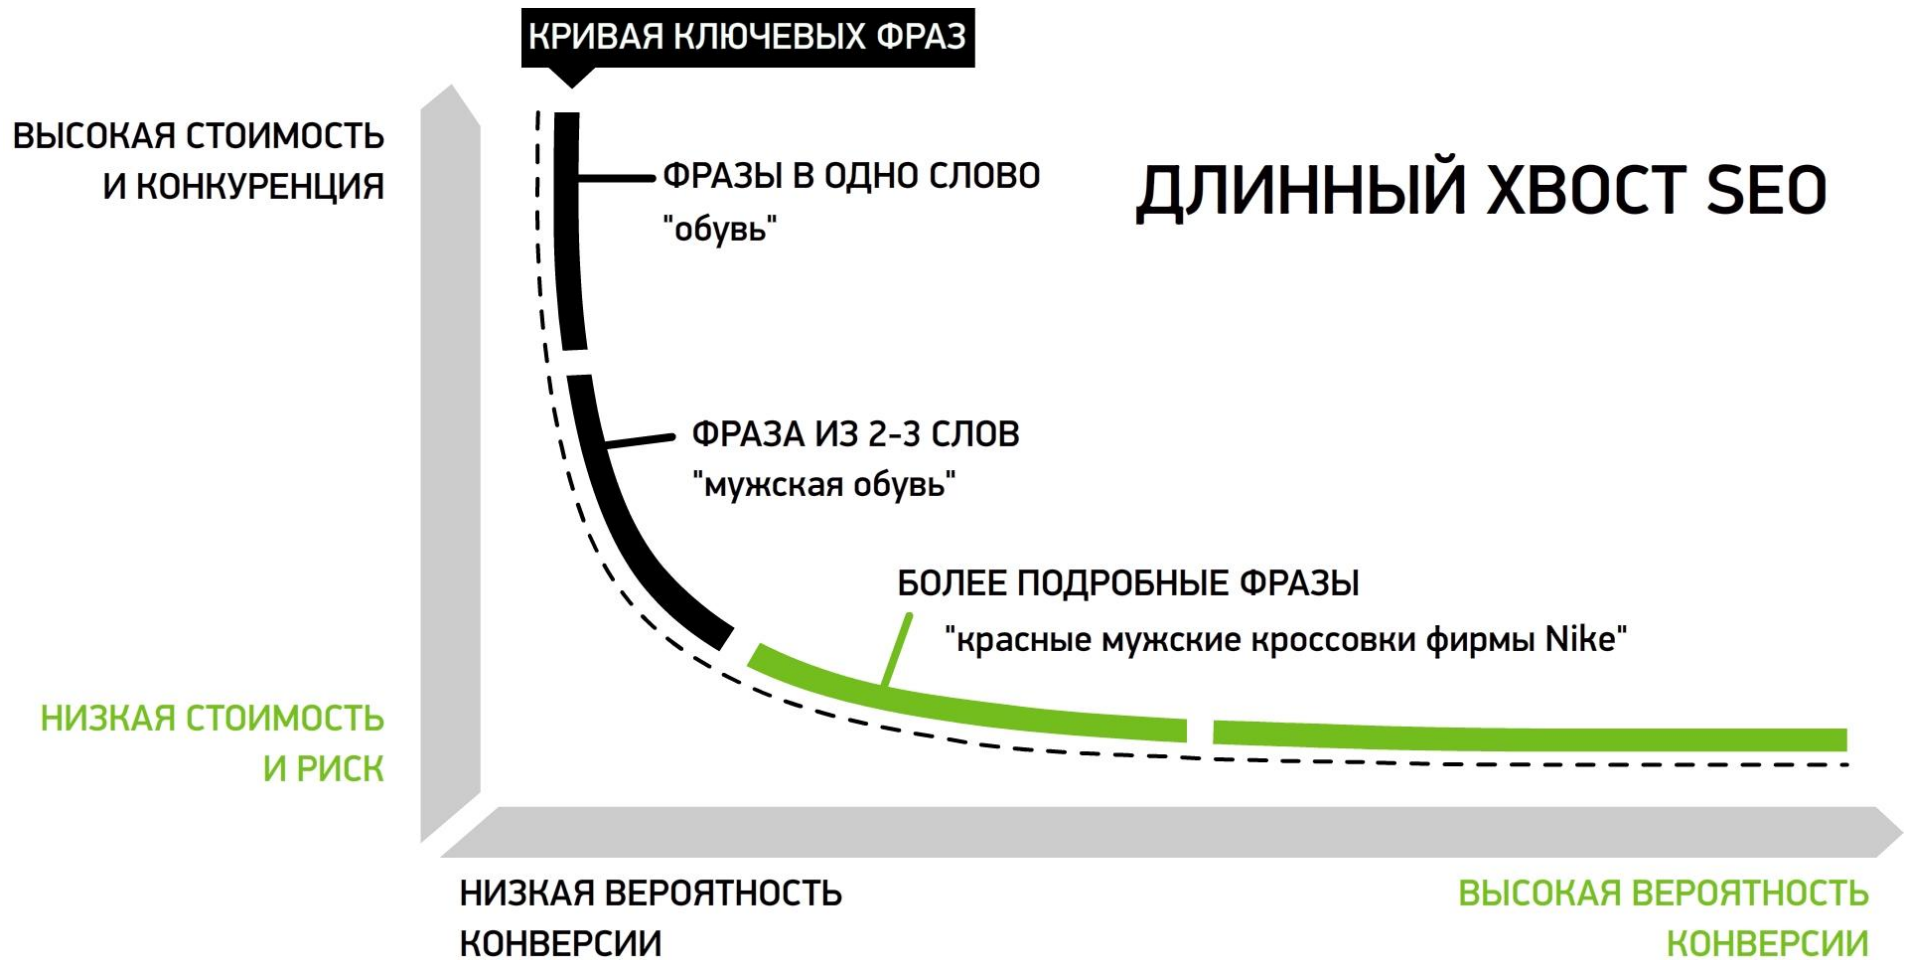 КРИВАЯ КЛЮЧЕВЫХ ФРАЗ
ВЫСОКАЯ СТОИМОСТЬ
И КОНКУРЕНЦИЯ
ФРАЗЫ В ОДНО СЛОВО
"обувь"
ДЛИННЫЙ ХВОСТ SEO
ФРАЗА ИЗ 2-3 СЛОВ
"мужская обувь"
БОЛЕЕ ПОДРОБНЫЕ ФРАЗЫ
"красные мужские кроссовки фирмы Nike"
НИЗКАЯ СТОИМОСТЬ
И РИСК
НИЗКАЯ ВЕРОЯТНОСТЬ
КОНВЕРСИИ
ВЫСОКАЯ ВЕРОЯТНОСТЬ
КОНВЕРСИИ